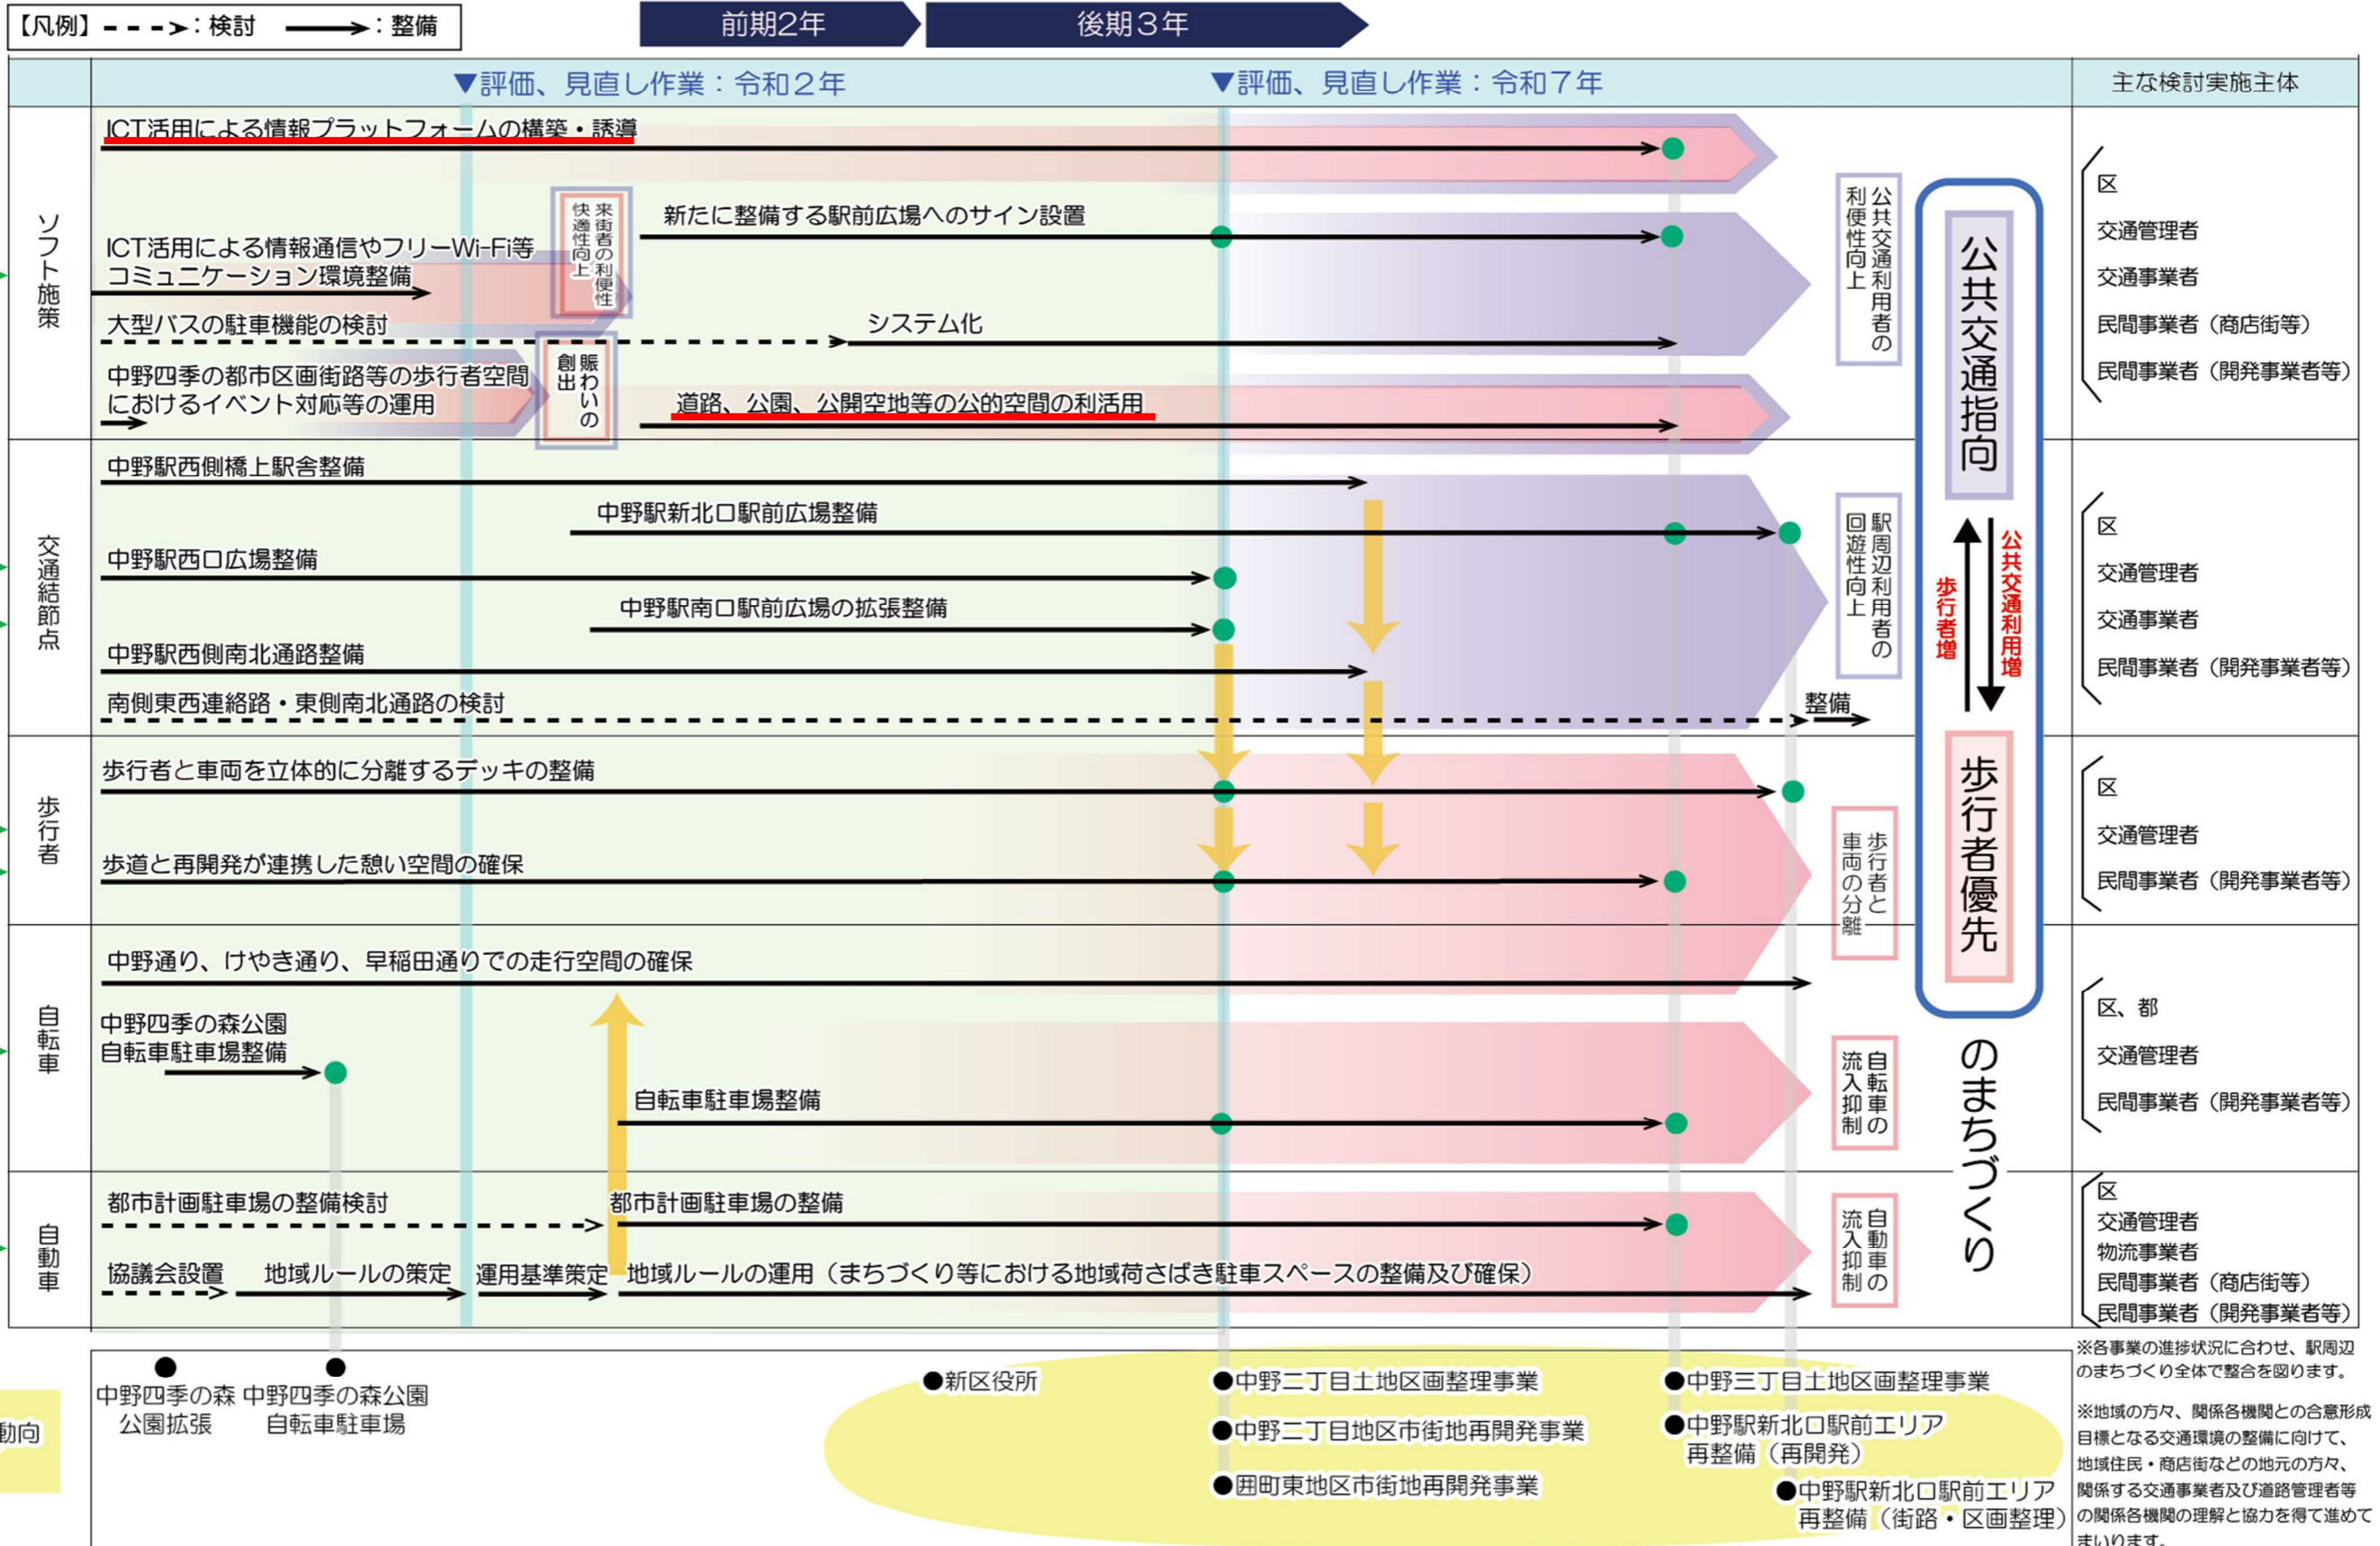 【凡例】 : 検討 : 整備
前期2年
後期3年
▼評価、見直し作業：令和2年
▼評価、見直し作業：令和7年
主な検討実施主体
ソフト施策
ICT活用による情報プラットフォームの構築・誘導
来街者の利便性
快適性向上
新たに整備する駅前広場へのサイン設置
ICT活用による情報通信やフリーWi-Fi等
コミュニケーション環境整備
大型バスの駐車機能の検討
システム化
賑わいの
創出
中野四季の都市区画街路等の歩行者空間
におけるイベント対応等の運用
道路、公園、公開空地等の公的空間の利活用
公共交通利用者の
利便性向上
区
交通管理者
交通事業者
民間事業者（商店街等）
民間事業者（開発事業者等）
交通結節点
中野駅西側橋上駅舎整備
中野駅新北口駅前広場整備
中野駅西口広場整備
中野駅南口駅前広場の拡張整備
中野駅西側南北通路整備
南側東西連絡路・東側南北通路の検討
整備
駅周辺利用者の
回遊性向上
区
交通管理者
交通事業者
民間事業者（開発事業者等）
歩行者
歩行者と車両を立体的に分離するデッキの整備
歩道と再開発が連携した憩い空間の確保
歩行者と
車両の分離
区
交通管理者
民間事業者（開発事業者等）
自転車
中野通り、けやき通り、早稲田通りでの走行空間の確保
中野四季の森公園
自転車駐車場整備
自転車駐車場整備
自転車の
流入抑制
区、都
交通管理者
民間事業者（開発事業者等）
自動車
都市計画駐車場の整備検討
都市計画駐車場の整備
協議会設置
地域ルールの策定
運用基準策定
地域ルールの運用（まちづくり等における地域荷さばき駐車スペースの整備及び確保）
自動車の
流入抑制
区
交通管理者
物流事業者
民間事業者（商店街等）
民間事業者（開発事業者等）
公共交通指向
公共交通利用増
歩行者増
歩行者優先
のまちづくり
動向
●中野四季の森
公園拡張
●中野四季の森公園
自転車駐車場
●新区役所
●中野二丁目土地区画整理事業
●中野二丁目地区市街地再開発事業
●囲町東地区市街地再開発事業
●中野三丁目土地区画整理事業
●中野駅新北口駅前エリア
再整備（再開発）
●中野駅新北口駅前エリア
再整備（街路・区画整理）
※各事業の進捗状況に合わせ、駅周辺
のまちづくり全体で整合を図ります。
※地域の方々、関係各機関との合意形成
目標となる交通環境の整備に向けて、
地域住民・商店街などの地元の方々、
関係する交通事業者及び道路管理者等
の関係各機関の理解と協力を得て進めて
まいります。